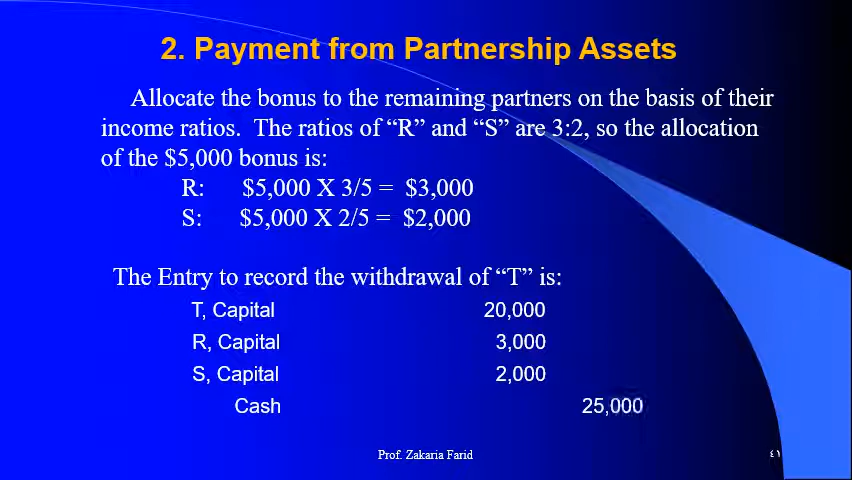 2. Payment from Partnership Assets
Allocate the bonus to the remaining partners on the basis of their
income ratios. The ratios of “R” and “S” are 3:2, so the allocation
of the $5,000 bonus is:
R: $5,000 X 3/5 = $3,000
S: $5,000 X 2/5 = $2,000
The Entry to record the withdrawal of “T” is:
T, Capital 20,000
R, Capital 3,000
S, Capital 2,000
Cash 25,000
Prof. Zakaria Farid
٤١